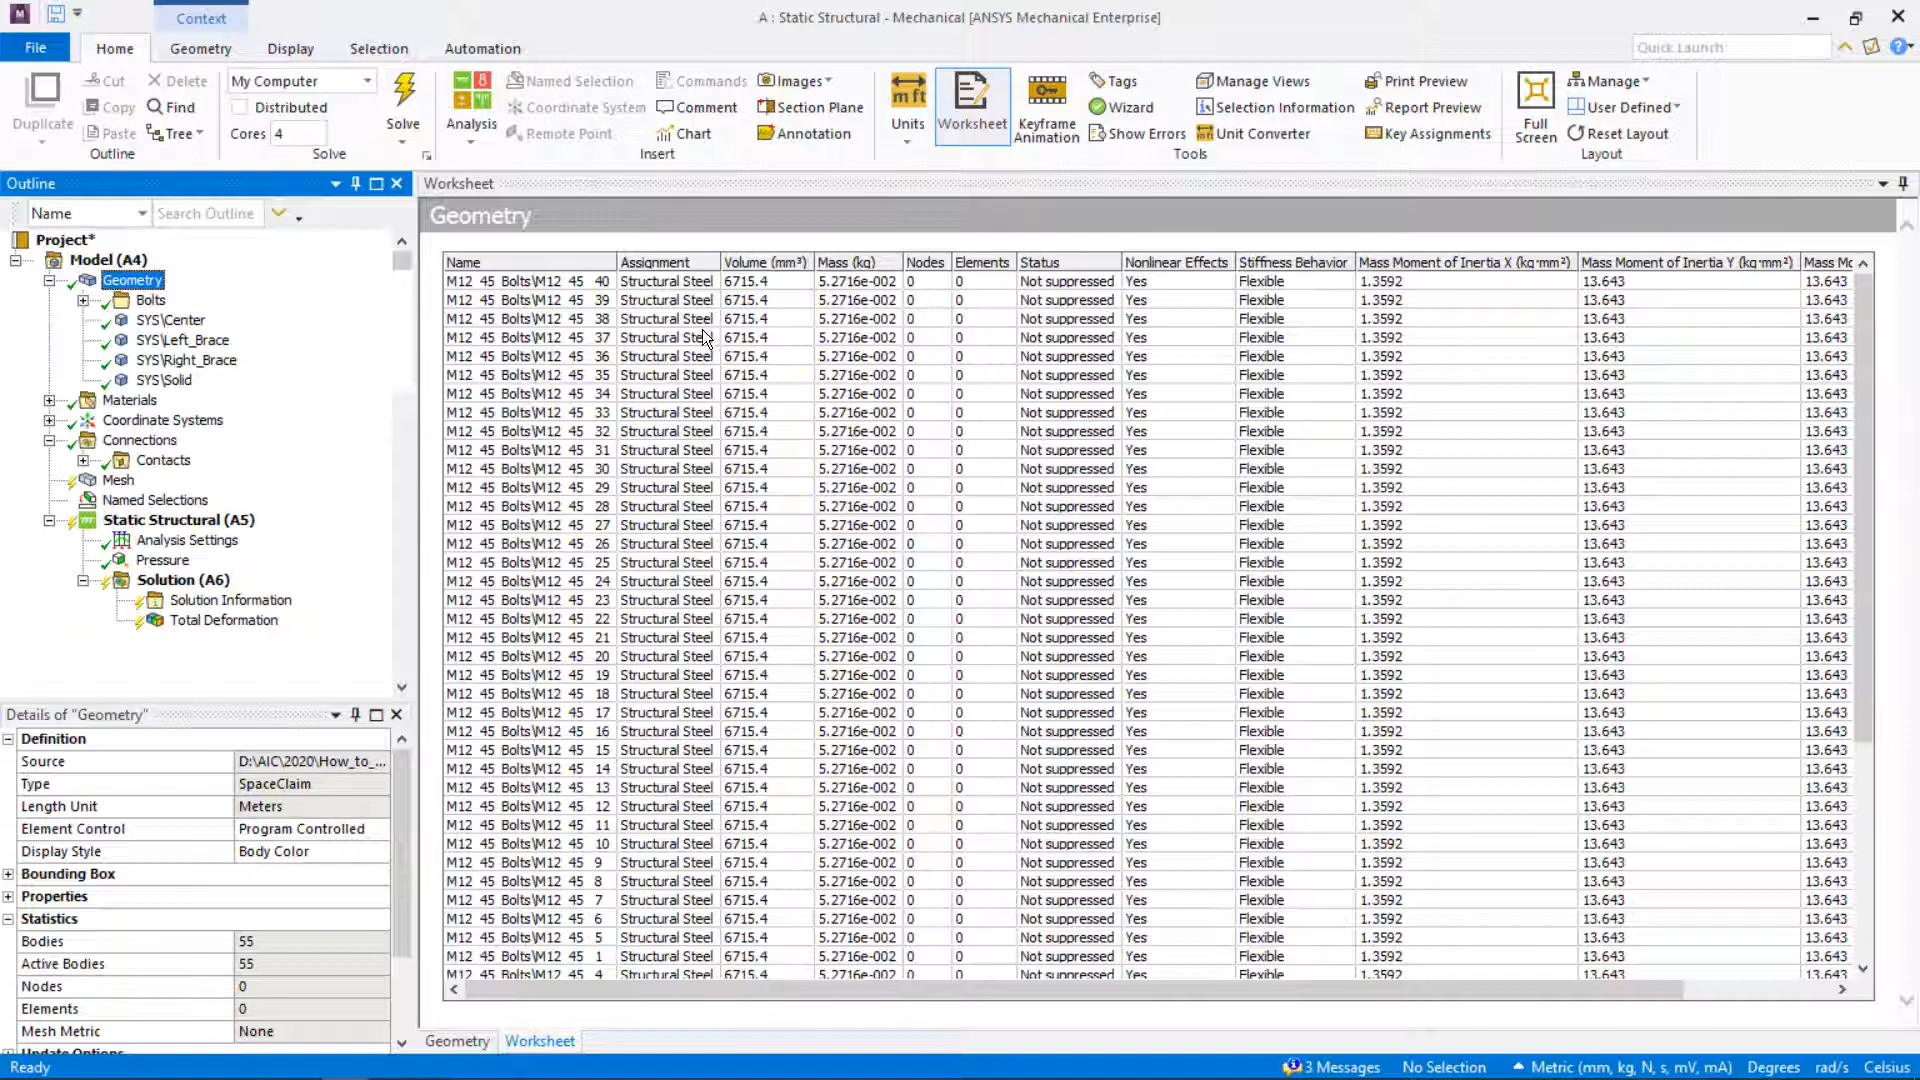 Context
A : Static Structural - Mechanical [ANSYS Mechanical Enterprise]
File Home Geometry Display Selection Automation
Quick Launch
Duplicate
Cut
Copy
Paste
Delete
Find
Tree
Outline
My Computer
Distributed
Cores 4
Solve
Solve
Analysis
Named Selection
Coordinate System
Remote Point
Commands
Comment
Chart
Images
Section Plane
Annotation
Insert
Units
Worksheet
Keyframe
Animation
Tags
Wizard
Show Errors
Manage Views
Selection Information
Unit Converter
Print Preview
Report Preview
Key Assignments
Tools
Full
Screen
Manage
User Defined
Reset Layout
Layout
Outline
Name Search Outline
Project*
Model (A4)
Geometry
Bolts
SYS\Center
SYS\Left_Brace
SYS\Right_Brace
SYS\Solid
Materials
Coordinate Systems
Connections
Contacts
Mesh
Named Selections
Static Structural (A5)
Analysis Settings
Pressure
Solution (A6)
Solution Information
Total Deformation
Details of "Geometry"
Definition
Source D:\AIC\2020\How_to_...
Type SpaceClaim
Length Unit Meters
Element Control Program Controlled
Display Style Body Color
Bounding Box
Properties
Statistics
Bodies 55
Active Bodies 55
Nodes 0
Elements 0
Mesh Metric None
Update Options
Worksheet
Geometry
Name Assignment Volume (mm³) Mass (kg) Nodes Elements Status Nonlinear Effects Stiffness Behavior Mass Moment of Inertia X (kg·mm²) Mass Moment of Inertia Y (kg·mm²) Mass Mo
M12 45 Bolts\M12 45 40 Structural Steel 6715.4 5.2716e-002 0 0 Not suppressed Yes Flexible 1.3592 13.643 13.643
M12 45 Bolts\M12 45 39 Structural Steel 6715.4 5.2716e-002 0 0 Not suppressed Yes Flexible 1.3592 13.643 13.643
M12 45 Bolts\M12 45 38 Structural Steel 6715.4 5.2716e-002 0 0 Not suppressed Yes Flexible 1.3592 13.643 13.643
M12 45 Bolts\M12 45 37 Structural Steel 6715.4 5.2716e-002 0 0 Not suppressed Yes Flexible 1.3592 13.643 13.643
M12 45 Bolts\M12 45 36 Structural Steel 6715.4 5.2716e-002 0 0 Not suppressed Yes Flexible 1.3592 13.643 13.643
M12 45 Bolts\M12 45 35 Structural Steel 6715.4 5.2716e-002 0 0 Not suppressed Yes Flexible 1.3592 13.643 13.643
M12 45 Bolts\M12 45 34 Structural Steel 6715.4 5.2716e-002 0 0 Not suppressed Yes Flexible 1.3592 13.643 13.643
M12 45 Bolts\M12 45 33 Structural Steel 6715.4 5.2716e-002 0 0 Not suppressed Yes Flexible 1.3592 13.643 13.643
M12 45 Bolts\M12 45 32 Structural Steel 6715.4 5.2716e-002 0 0 Not suppressed Yes Flexible 1.3592 13.643 13.643
M12 45 Bolts\M12 45 31 Structural Steel 6715.4 5.2716e-002 0 0 Not suppressed Yes Flexible 1.3592 13.643 13.643
M12 45 Bolts\M12 45 30 Structural Steel 6715.4 5.2716e-002 0 0 Not suppressed Yes Flexible 1.3592 13.643 13.643
M12 45 Bolts\M12 45 29 Structural Steel 6715.4 5.2716e-002 0 0 Not suppressed Yes Flexible 1.3592 13.643 13.643
M12 45 Bolts\M12 45 28 Structural Steel 6715.4 5.2716e-002 0 0 Not suppressed Yes Flexible 1.3592 13.643 13.643
M12 45 Bolts\M12 45 27 Structural Steel 6715.4 5.2716e-002 0 0 Not suppressed Yes Flexible 1.3592 13.643 13.643
M12 45 Bolts\M12 45 26 Structural Steel 6715.4 5.2716e-002 0 0 Not suppressed Yes Flexible 1.3592 13.643 13.643
M12 45 Bolts\M12 45 25 Structural Steel 6715.4 5.2716e-002 0 0 Not suppressed Yes Flexible 1.3592 13.643 13.643
M12 45 Bolts\M12 45 24 Structural Steel 6715.4 5.2716e-002 0 0 Not suppressed Yes Flexible 1.3592 13.643 13.643
M12 45 Bolts\M12 45 23 Structural Steel 6715.4 5.2716e-002 0 0 Not suppressed Yes Flexible 1.3592 13.643 13.643
M12 45 Bolts\M12 45 22 Structural Steel 6715.4 5.2716e-002 0 0 Not suppressed Yes Flexible 1.3592 13.643 13.643
M12 45 Bolts\M12 45 21 Structural Steel 6715.4 5.2716e-002 0 0 Not suppressed Yes Flexible 1.3592 13.643 13.643
M12 45 Bolts\M12 45 20 Structural Steel 6715.4 5.2716e-002 0 0 Not suppressed Yes Flexible 1.3592 13.643 13.643
M12 45 Bolts\M12 45 19 Structural Steel 6715.4 5.2716e-002 0 0 Not suppressed Yes Flexible 1.3592 13.643 13.643
M12 45 Bolts\M12 45 18 Structural Steel 6715.4 5.2716e-002 0 0 Not suppressed Yes Flexible 1.3592 13.643 13.643
M12 45 Bolts\M12 45 17 Structural Steel 6715.4 5.2716e-002 0 0 Not suppressed Yes Flexible 1.3592 13.643 13.643
M12 45 Bolts\M12 45 16 Structural Steel 6715.4 5.2716e-002 0 0 Not suppressed Yes Flexible 1.3592 13.643 13.643
M12 45 Bolts\M12 45 15 Structural Steel 6715.4 5.2716e-002 0 0 Not suppressed Yes Flexible 1.3592 13.643 13.643
M12 45 Bolts\M12 45 14 Structural Steel 6715.4 5.2716e-002 0 0 Not suppressed Yes Flexible 1.3592 13.643 13.643
M12 45 Bolts\M12 45 13 Structural Steel 6715.4 5.2716e-002 0 0 Not suppressed Yes Flexible 1.3592 13.643 13.643
M12 45 Bolts\M12 45 12 Structural Steel 6715.4 5.2716e-002 0 0 Not suppressed Yes Flexible 1.3592 13.643 13.643
M12 45 Bolts\M12 45 11 Structural Steel 6715.4 5.2716e-002 0 0 Not suppressed Yes Flexible 1.3592 13.643 13.643
M12 45 Bolts\M12 45 10 Structural Steel 6715.4 5.2716e-002 0 0 Not suppressed Yes Flexible 1.3592 13.643 13.643
M12 45 Bolts\M12 45 9 Structural Steel 6715.4 5.2716e-002 0 0 Not suppressed Yes Flexible 1.3592 13.643 13.643
M12 45 Bolts\M12 45 8 Structural Steel 6715.4 5.2716e-002 0 0 Not suppressed Yes Flexible 1.3592 13.643 13.643
M12 45 Bolts\M12 45 7 Structural Steel 6715.4 5.2716e-002 0 0 Not suppressed Yes Flexible 1.3592 13.643 13.643
M12 45 Bolts\M12 45 6 Structural Steel 6715.4 5.2716e-002 0 0 Not suppressed Yes Flexible 1.3592 13.643 13.643
M12 45 Bolts\M12 45 5 Structural Steel 6715.4 5.2716e-002 0 0 Not suppressed Yes Flexible 1.3592 13.643 13.643
M12 45 Bolts\M12 45 1 Structural Steel 6715.4 5.2716e-002 0 0 Not suppressed Yes Flexible 1.3592 13.643 13.643
M12 45 Bolts\M12 45 4 Structural Steel 6715.4 5.2716e-002 0 0 Not suppressed Yes Flexible 1.3592 13.643 13.643
Geometry Worksheet
Ready 3 Messages No Selection Metric (mm, kg, N, s, mV, mA) Degrees rad/s Celsius